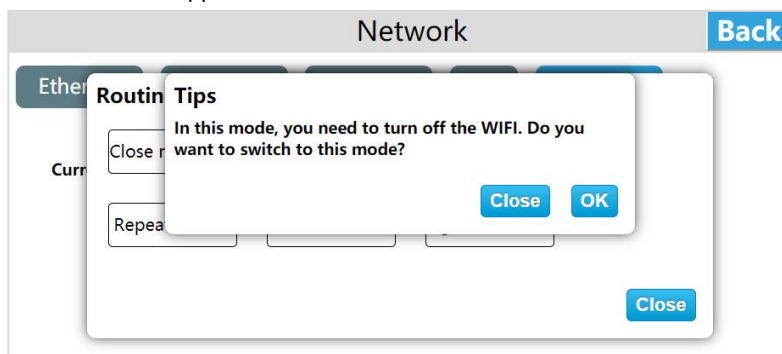 Network
Back
Ether
Routin
Tips
In this mode, you need to turn off the WIFI. Do you
want to switch to this mode?
Close
Curr
Close
OK
Repea
Close